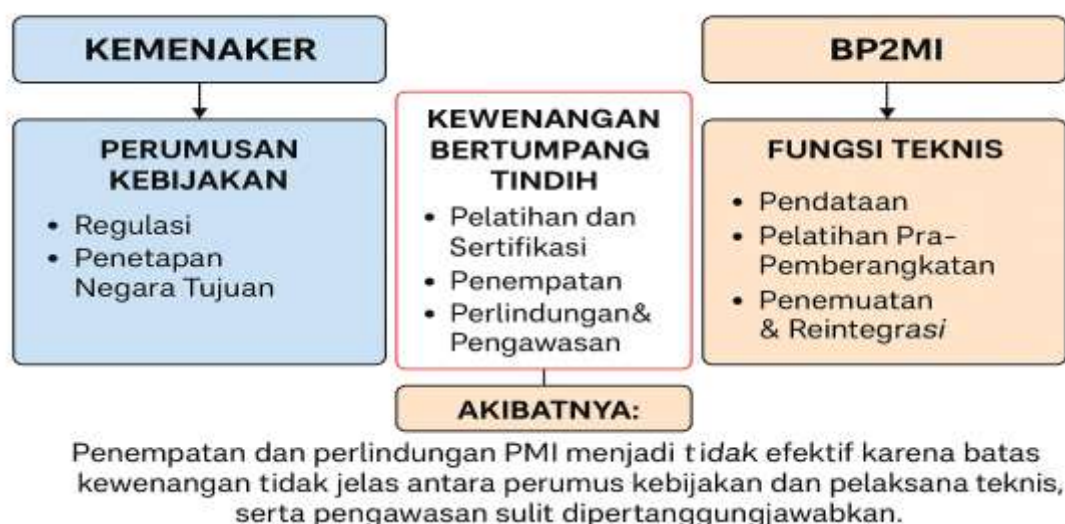 KEMENAKER
PERUMUSAN
KEBIJAKAN
• Regulasi
• Penetapan
Negara Tujuan
KEWENANGAN
BERTUMPANG
TINDIH
• Pelatihan dan
Sertifikasi
• Penempatan
• Perlindungan&
Pengawasan
BP2MI
FUNGSI TEKNIS
• Pendataan
• Pelatihan Pra-
Pemberangkatan
• Penemuatan
& Reintegrasi
AKIBATNYA:
Penempatan dan perlindungan PMI menjadi tidak efektif karena batas
kewenangan tidak jelas antara perumus kebijakan dan pelaksana teknis,
serta pengawasan sulit dipertanggungjawabkan.